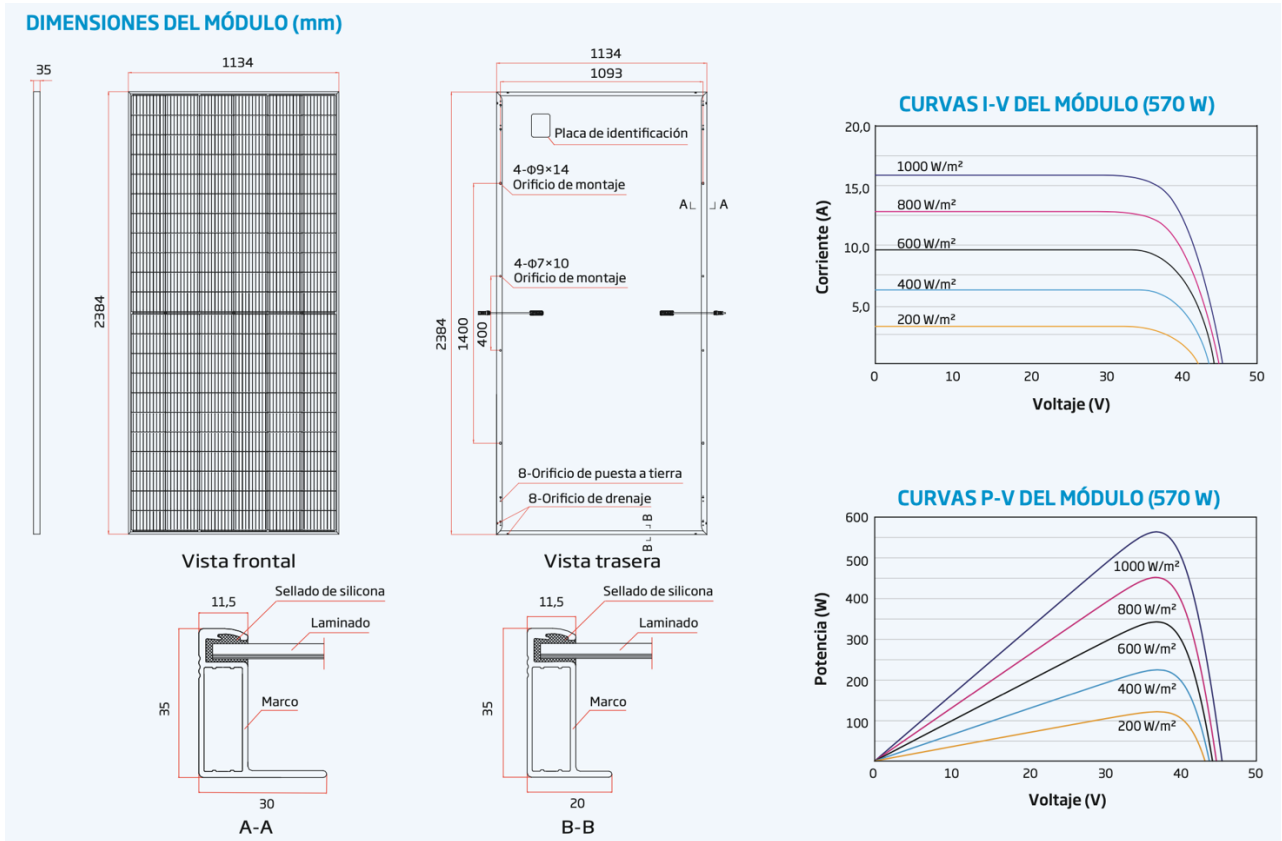 DIMENSIONES DEL MÓDULO (mm)
35
1134
2384
Vista frontal
1134
1093
Placa de identificación
4-Φ9×14
Orificio de montaje
A
A
4-Φ7×10
Orificio de montaje
2384
1400
400
8-Orificio de puesta a tierra
8-Orificio de drenaje
B
B
Vista trasera
11,5
Sellado de silicona
Laminado
35
Marco
30
A-A
11,5
Sellado de silicona
Laminado
35
Marco
20
B-B
CURVAS I-V DEL MÓDULO (570 W)
20,0
15,0
10,0
5,0
Corriente (A)
1000 W/m²
800 W/m²
600 W/m²
400 W/m²
200 W/m²
0
10
20
30
40
50
Voltaje (V)
CURVAS P-V DEL MÓDULO (570 W)
600
500
400
300
200
100
Potencia (W)
1000 W/m²
800 W/m²
600 W/m²
400 W/m²
200 W/m²
0
10
20
30
40
50
Voltaje (V)